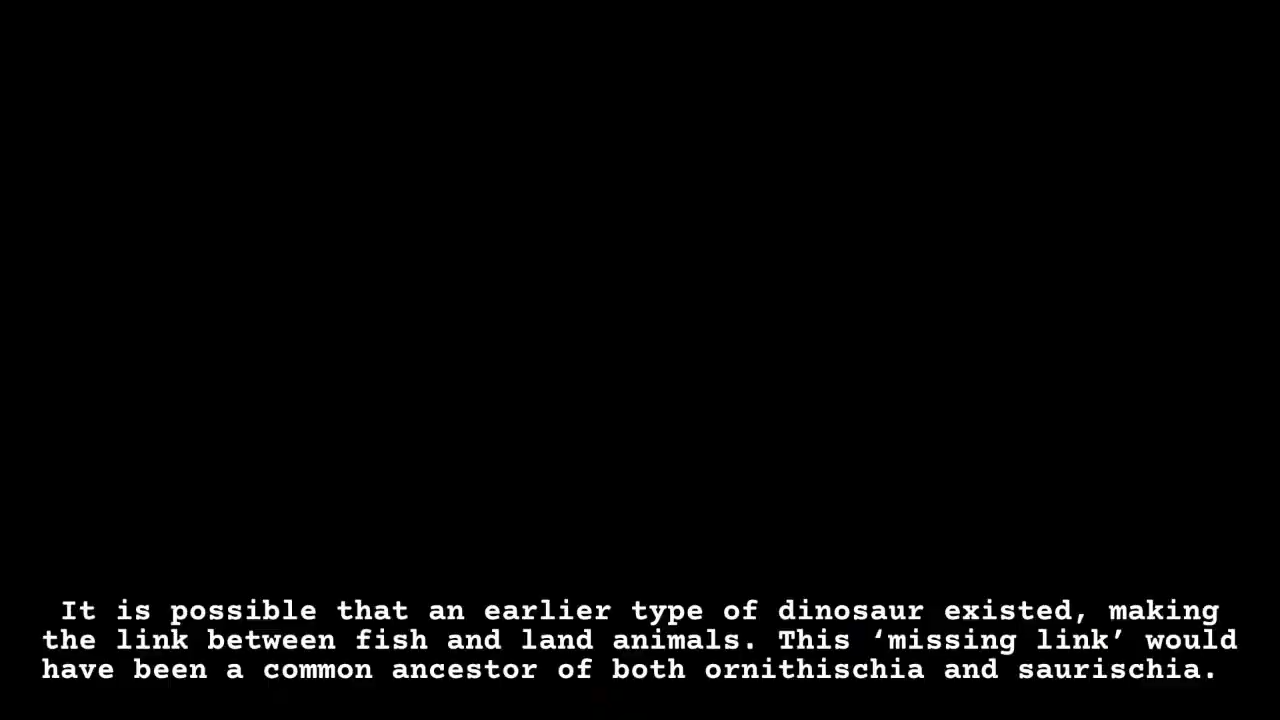 It is possible that an earlier type of dinosaur existed, making
the link between fish and land animals. This ‘missing link’ would
have been a common ancestor of both ornithischia and saurischia.